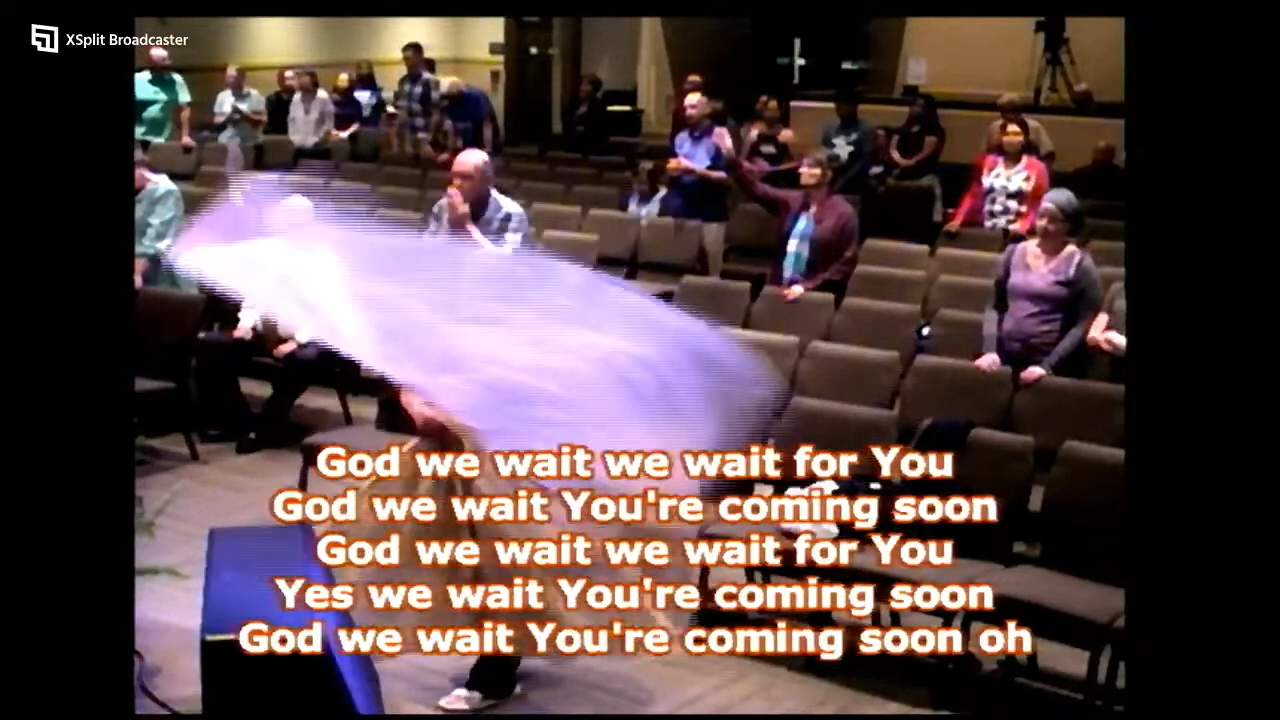 XSplit Broadcaster
God we wait we wait for You
God we wait You're coming soon
God we wait we wait for You
Yes we wait You're coming soon
God we wait You're coming soon oh